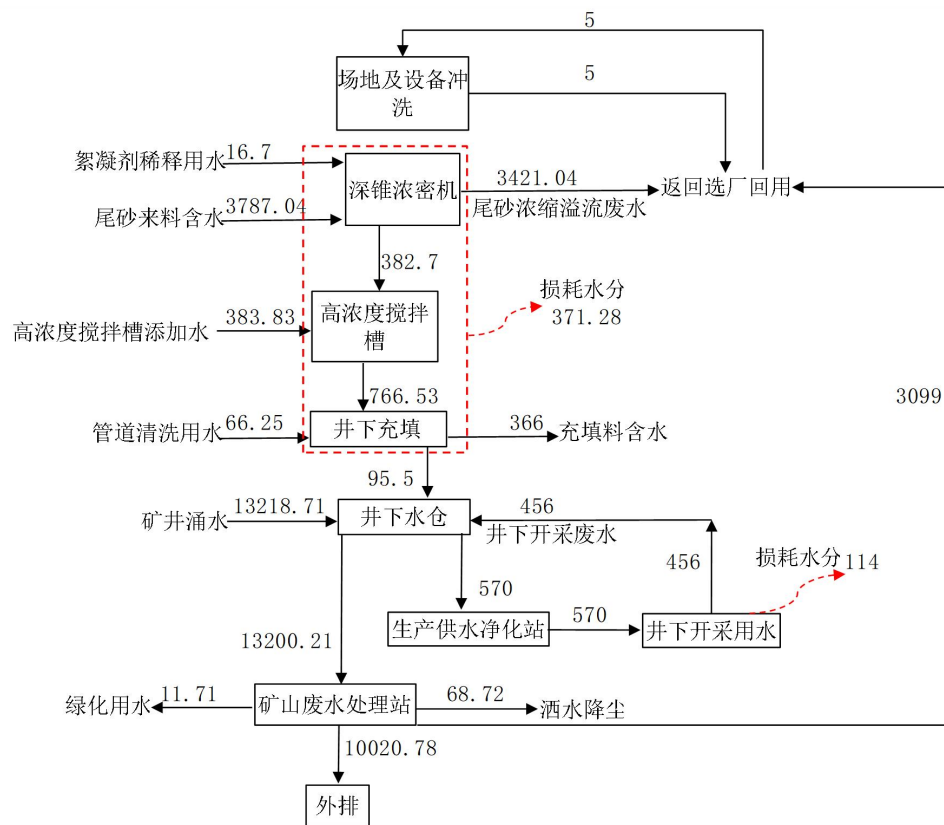 5
场地及设备冲
洗
5
絮凝剂稀释用水
16.7
深锥浓密机
3421.04
返回选厂回用
尾砂来料含水
3787.04
尾砂浓缩溢流废水
382.7
损耗水分
371.28
高浓度搅拌槽添加水
383.83
高浓度搅拌
槽
766.53
3099
管道清洗用水
66.25
井下充填
366
充填料含水
95.5
矿井涌水
13218.71
井下水仓
456
井下开采废水
456
损耗水分
114
570
生产供水净化站
570
井下开采用水
13200.21
绿化用水
11.71
矿山废水处理站
68.72
洒水降尘
10020.78
外排